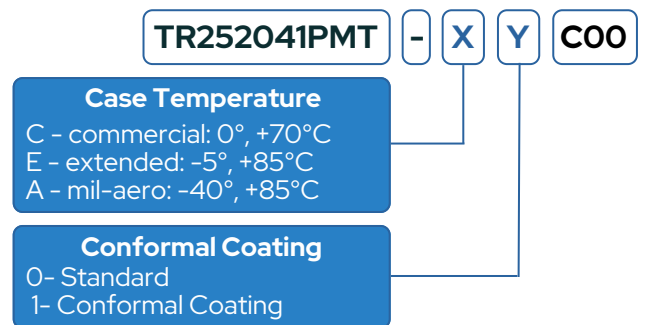 TR252041PMT - X Y C00
Case Temperature
C - commercial: 0°, +70°C
E - extended: -5°, +85°C
A - mil-aero: -40°, +85°C
Conformal Coating
0- Standard
1- Conformal Coating